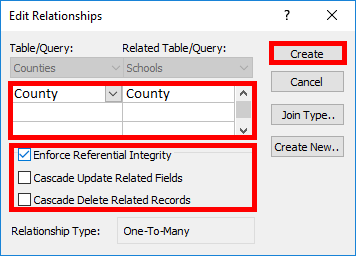 Edit Relationships ? ×
Table/Query: Related Table/Query:
Counties Schools
County County
Enforce Referential Integrity
Cascade Update Related Fields
Cascade Delete Related Records
Relationship Type: One-To-Many
Create
Cancel
Join Type..
Create New..